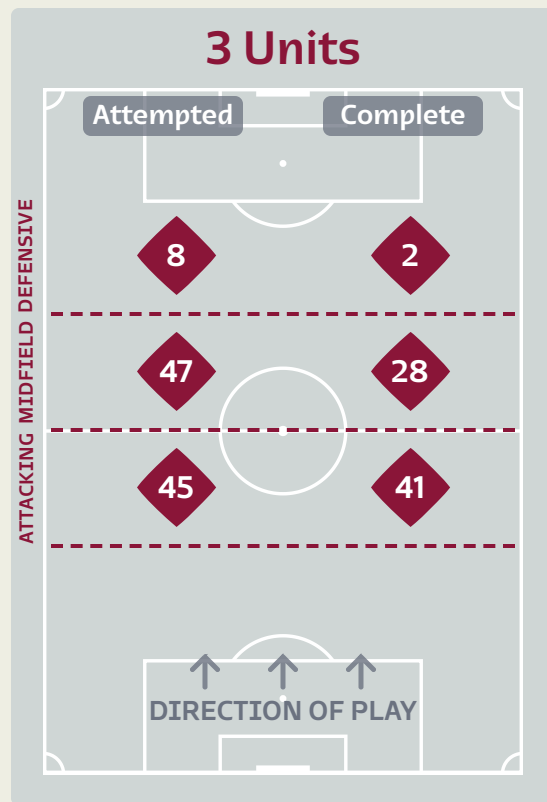 3 Units
Attempted Complete
ATTACKING MIDFIELD DEFENSIVE
8 2
47 28
45 41
DIRECTION OF PLAY